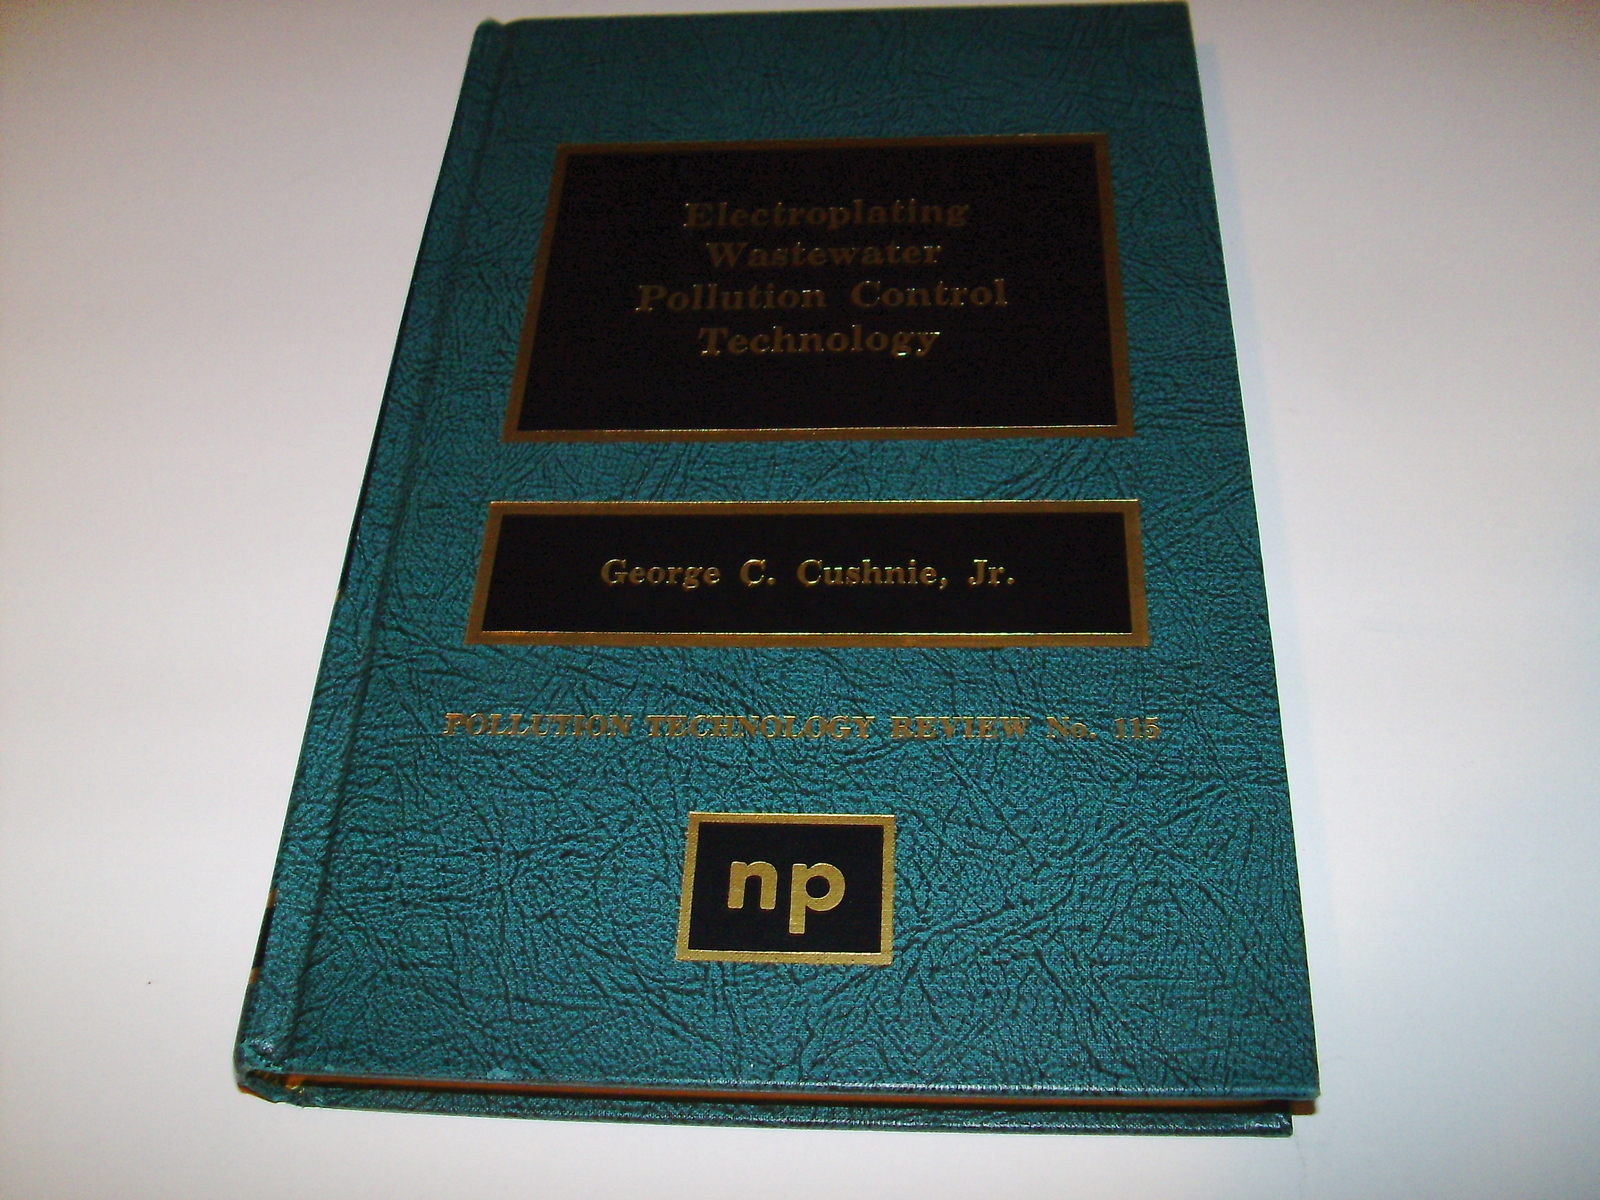 Electroplating
Wastewater
Pollution Control
Technology
George C. Cushnie, Jr.
POLLUTION TECHNOLOGY REVIEW No. 115
np